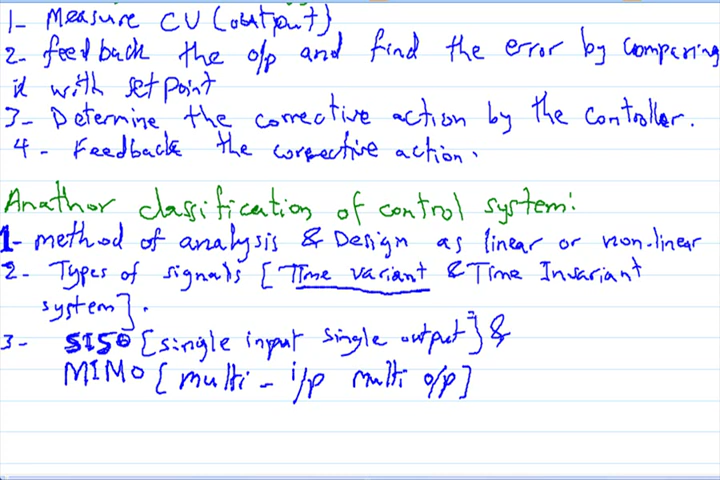 1- Measure CV (output)
2- feedback the o/p and find the error by comparing
it with set point
3- Determine the corrective action by the controller.
4- Feedback the corrective action.
Anathor classification of control system:
1- method of analysis & Design as linear or non-linear
2- Types of signals [Time variant & Time Invariant
system].
3- SISO [single input single output] &
MIMO [multi-i/p multi o/p]